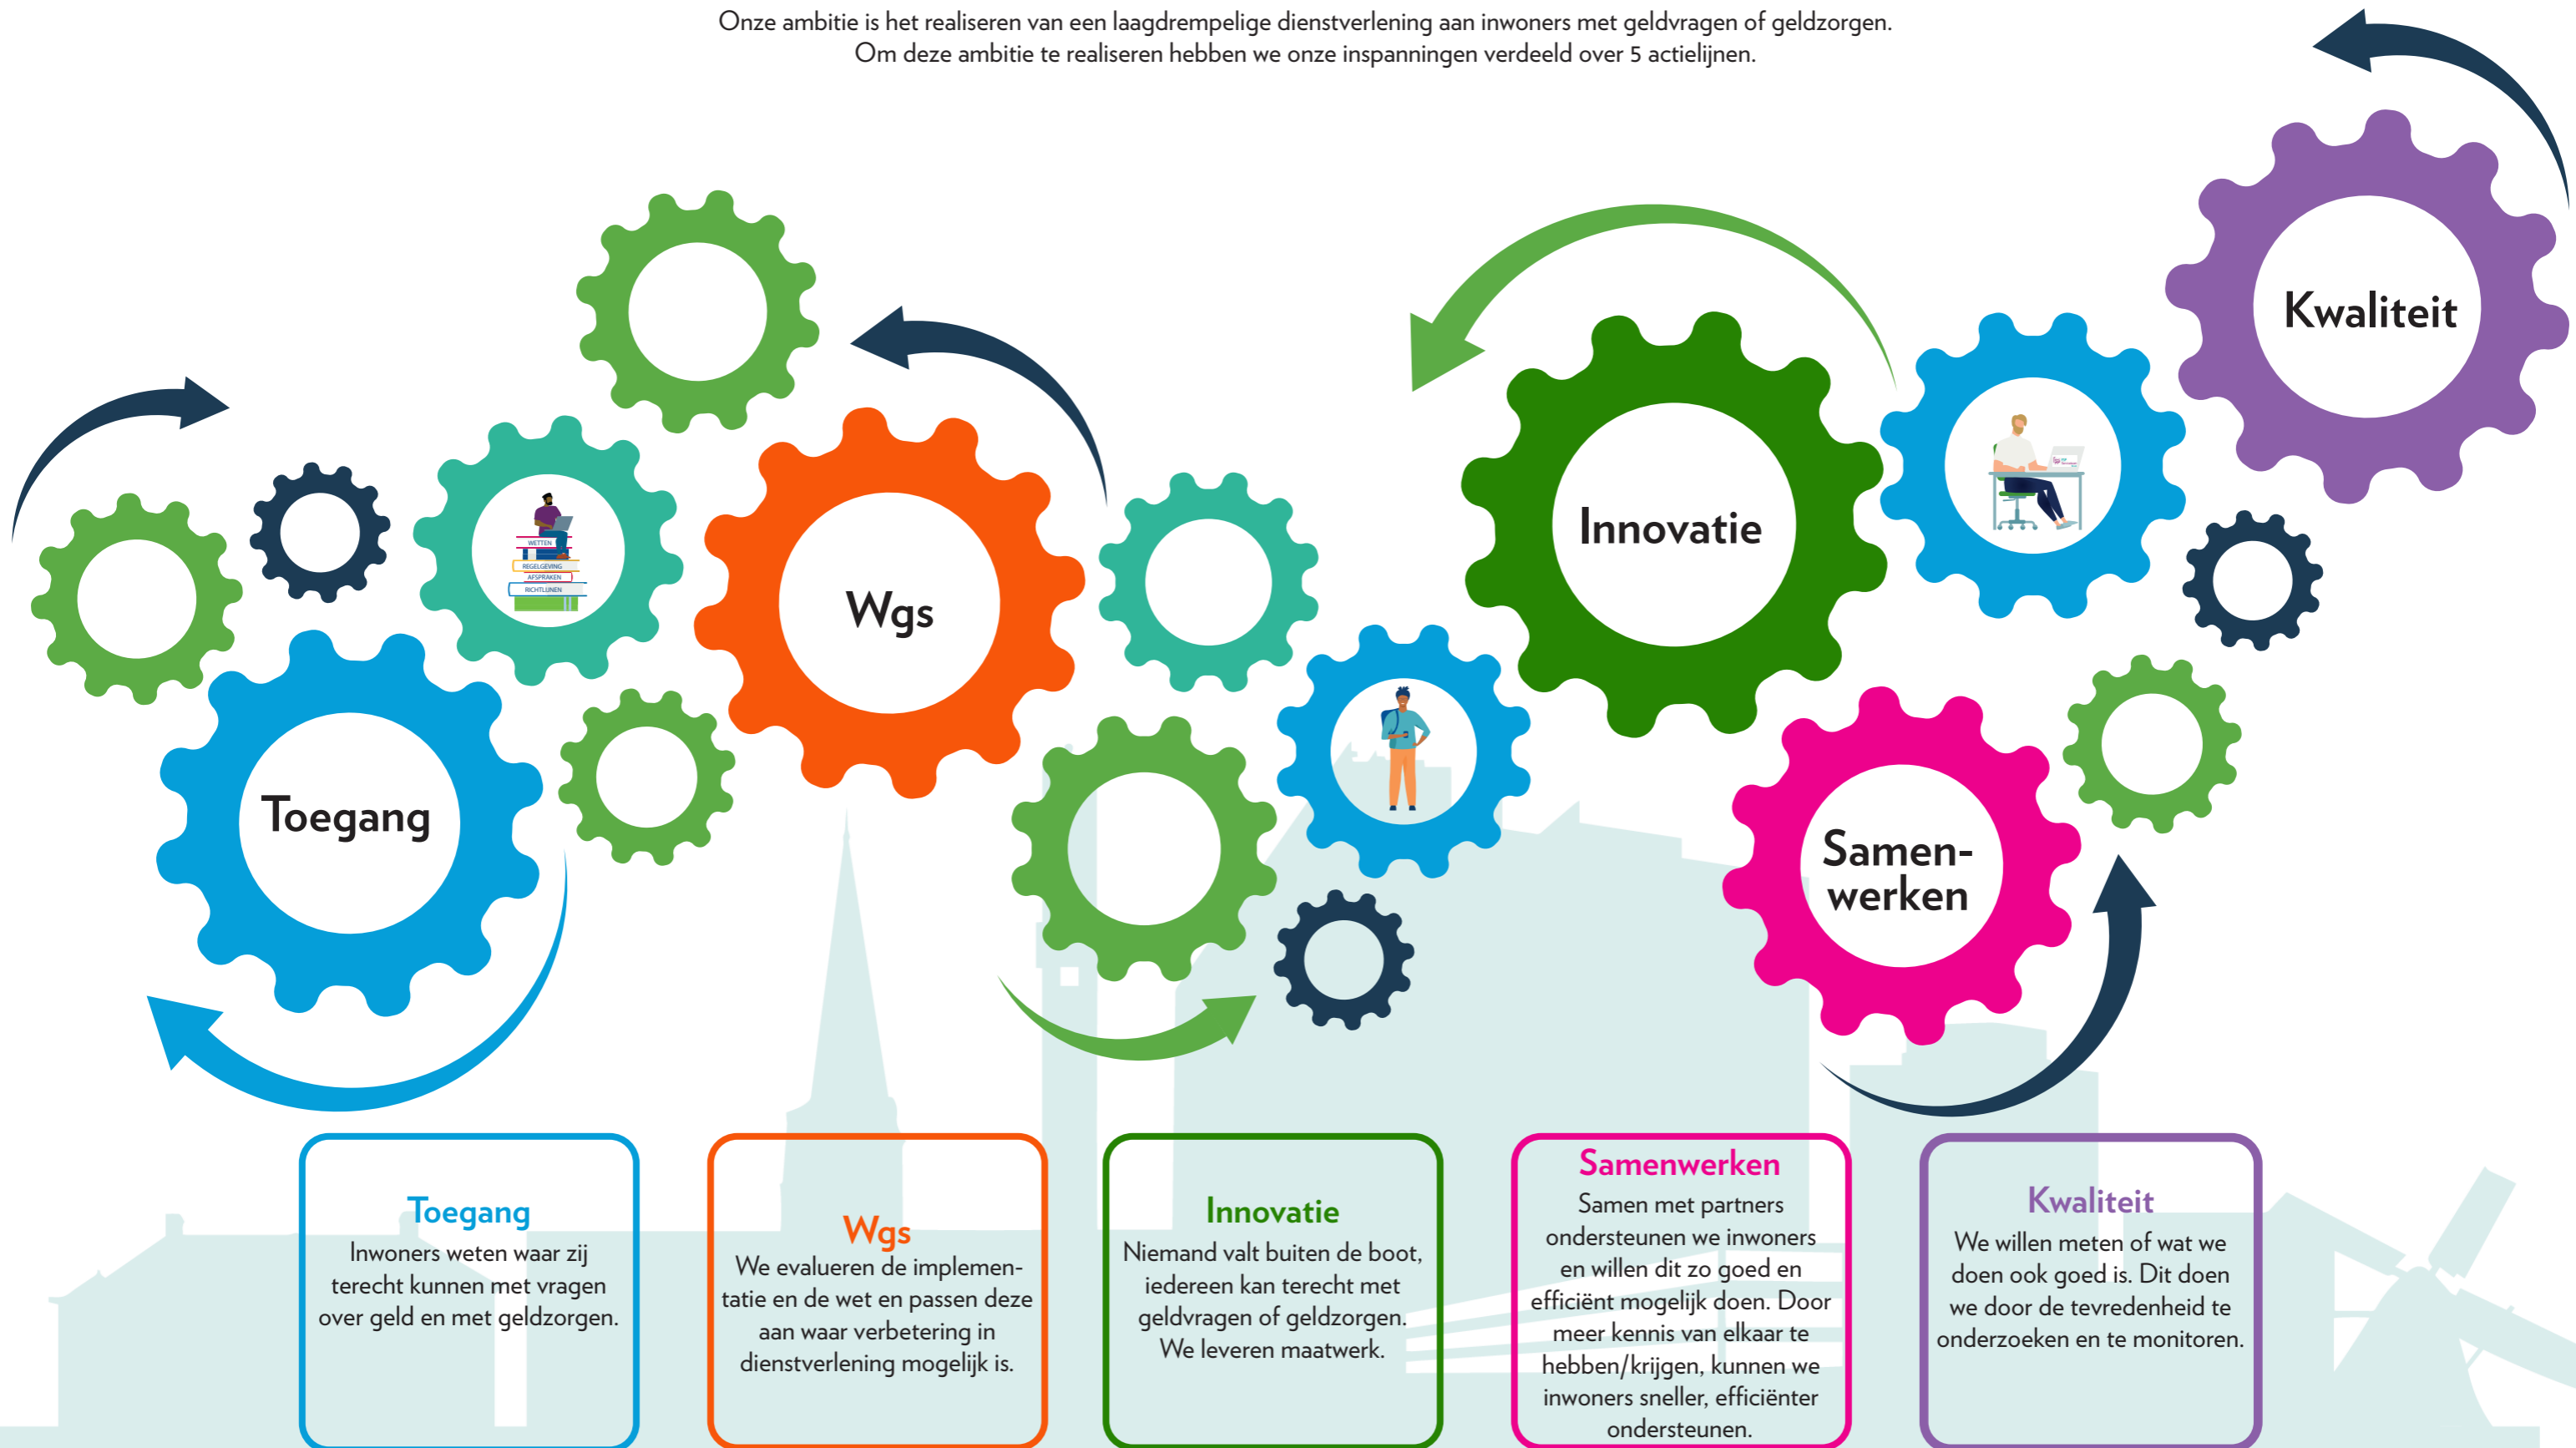 Onze ambitie is het realiseren van een laagdrempelige dienstverlening aan inwoners met geldvragen of geldzorgen.
Om deze ambitie te realiseren hebben we onze inspanningen verdeeld over 5 actielijnen.
Kwaliteit
Innovatie
WETTEN
REGELGEVING
AFSPRAKEN
RICHTLIJNEN
Wgs
Toegang
Samen-
werken
Toegang
Inwoners weten waar zij
terecht kunnen met vragen
over geld en met geldzorgen.
Wgs
We evalueren de implemen-
tatie en de wet en passen deze
aan waar verbetering in
dienstverlening mogelijk is.
Innovatie
Niemand valt buiten de boot,
iedereen kan terecht met
geldvragen of geldzorgen.
We leveren maatwerk.
Samenwerken
Samen met partners
ondersteunen we inwoners
en willen dit zo goed en
efficiënt mogelijk doen. Door
meer kennis van elkaar te
hebben/krijgen, kunnen we
inwoners sneller, efficiënter
ondersteunen.
Kwaliteit
We willen meten of wat we
doen ook goed is. Dit doen
we door de tevredenheid te
onderzoeken en te monitoren.